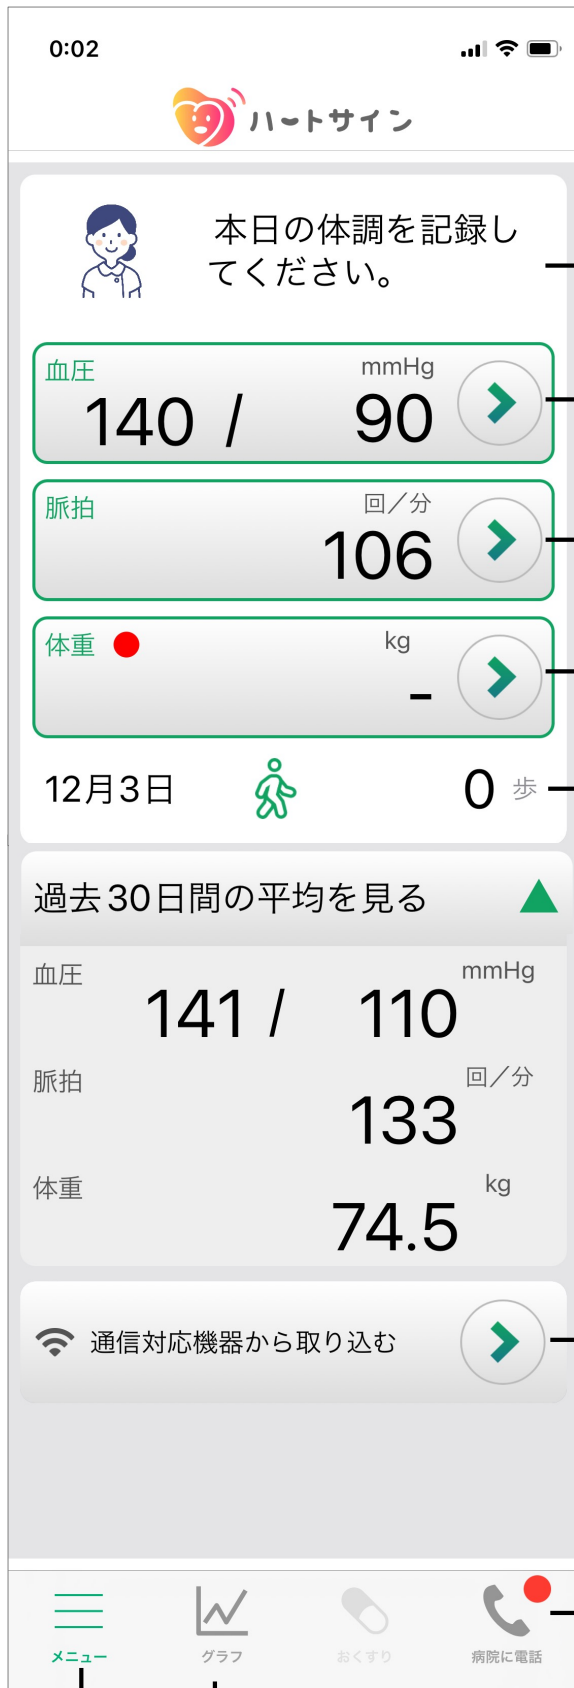 0:02
ハートサイン
本日の体調を記録し
てください。
血圧 mmHg
140 / 90
脈拍 回／分
106
体重 kg
-
12月3日 0 歩
過去30日間の平均を見る
血圧 mmHg
141 / 110
脈拍 回／分
133
体重 kg
74.5
通信対応機器から取り込む
メニュー グラフ おくすり 病院に電話